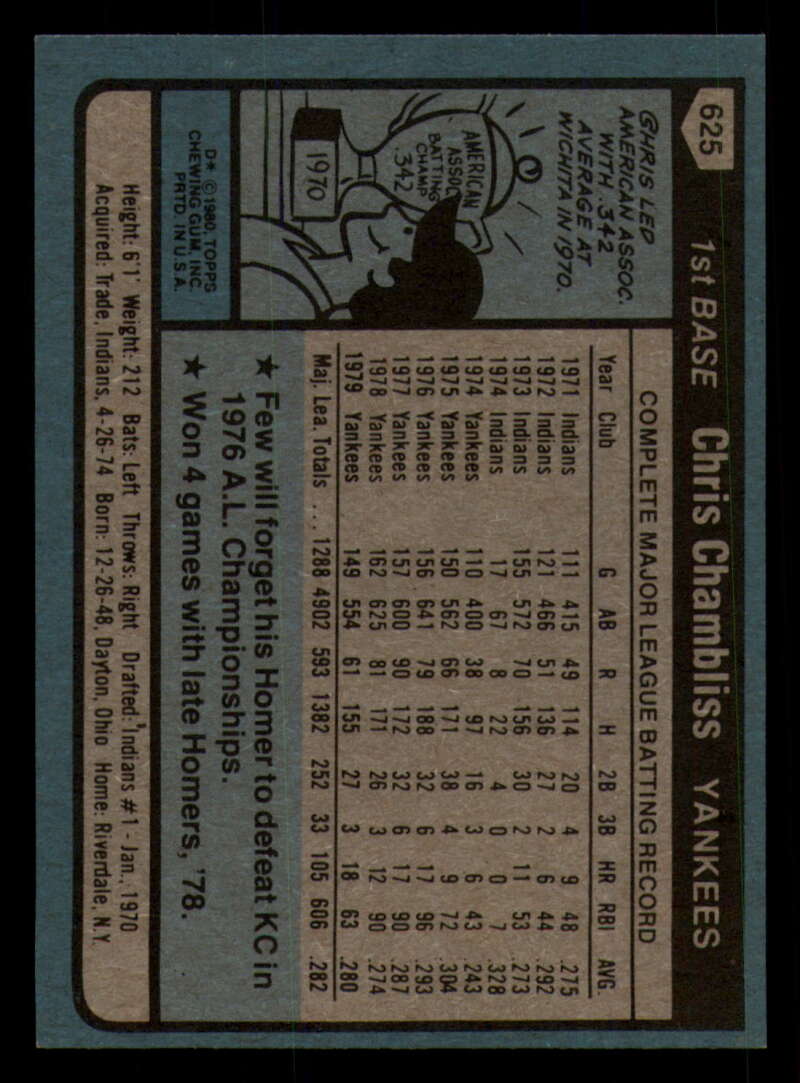 625 1st BASE Chris Chambliss YANKEES
CHRIS LED
AMERICAN ASSOC.
WITH .342
AVERAGE AT
WICHITA IN 1970.
AMERICAN
ASSOC.
BATTING
CHAMP
.342
1970
D* © 1980, TOPPS
CHEWING GUM, INC.
PRTD. IN U.S.A.
COMPLETE MAJOR LEAGUE BATTING RECORD
Year Club G AB R H 2B 3B HR RBI AVG.
1971 Indians 111 415 49 114 20 4 9 48 .275
1972 Indians 121 466 51 136 27 2 6 44 .292
1973 Indians 155 572 70 156 30 2 11 53 .273
1974 Indians 17 67 8 22 4 0 0 7 .328
1974 Yankees 110 400 38 97 16 3 6 43 .243
1975 Yankees 150 562 66 171 38 4 9 72 .304
1976 Yankees 156 641 79 188 32 6 17 96 .293
1977 Yankees 157 600 90 172 32 6 17 90 .287
1978 Yankees 162 625 81 171 26 3 12 90 .274
1979 Yankees 149 554 61 155 27 3 18 63 .280
Maj. Lea. Totals ... 1288 4902 593 1382 252 33 105 606 .282
★ Few will forget his Homer to defeat KC in
1976 A.L. Championships.
★ Won 4 games with late Homers, '78.
Height: 6'1" Weight: 212 Bats: Left Throws: Right Drafted: Indians #1 - Jan., 1970
Acquired: Trade, Indians, 4-26-74 Born: 12-26-48, Dayton, Ohio Home: Riverdale, N.Y.